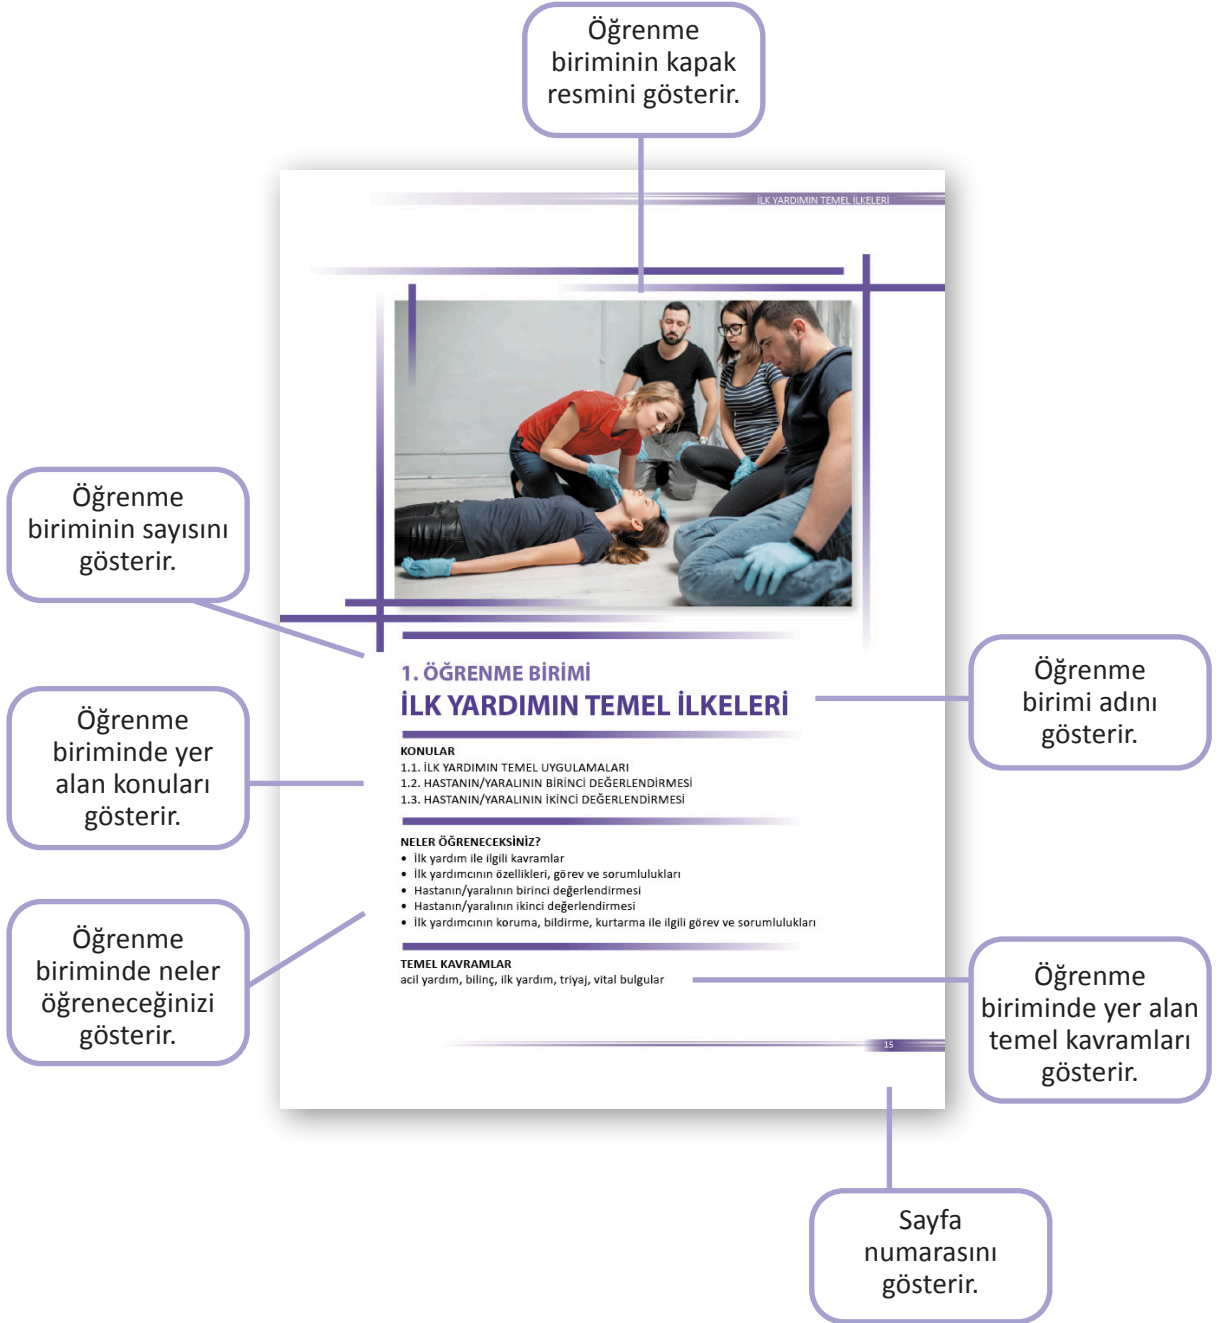 Öğrenme
biriminin kapak
resmini gösterir.
İLK YARDIMIN TEMEL İLKELERİ
Öğrenme
biriminin sayısını
gösterir.
1. ÖĞRENME BİRİMİ
İLK YARDIMIN TEMEL İLKELERİ
Öğrenme
birimi adını
gösterir.
Öğrenme
biriminde yer
alan konuları
gösterir.
KONULAR
1.1. İLK YARDIMIN TEMEL UYGULAMALARI
1.2. HASTANIN/YARALININ BİRİNCİ DEĞERLENDİRMESİ
1.3. HASTANIN/YARALININ İKİNCİ DEĞERLENDİRMESİ
NELER ÖĞRENECEKSİNİZ?
• İlk yardım ile ilgili kavramlar
• İlk yardımcının özellikleri, görev ve sorumlulukları
• Hastanın/yaralının birinci değerlendirmesi
• Hastanın/yaralının ikinci değerlendirmesi
• İlk yardımcının koruma, bildirme, kurtarma ile ilgili görev ve sorumlulukları
Öğrenme
biriminde neler
öğreneceğinizi
gösterir.
TEMEL KAVRAMLAR
acil yardım, bilinç, ilk yardım, triyaj, vital bulgular
Öğrenme
biriminde yer alan
temel kavramları
gösterir.
15
Sayfa
numarasını
gösterir.